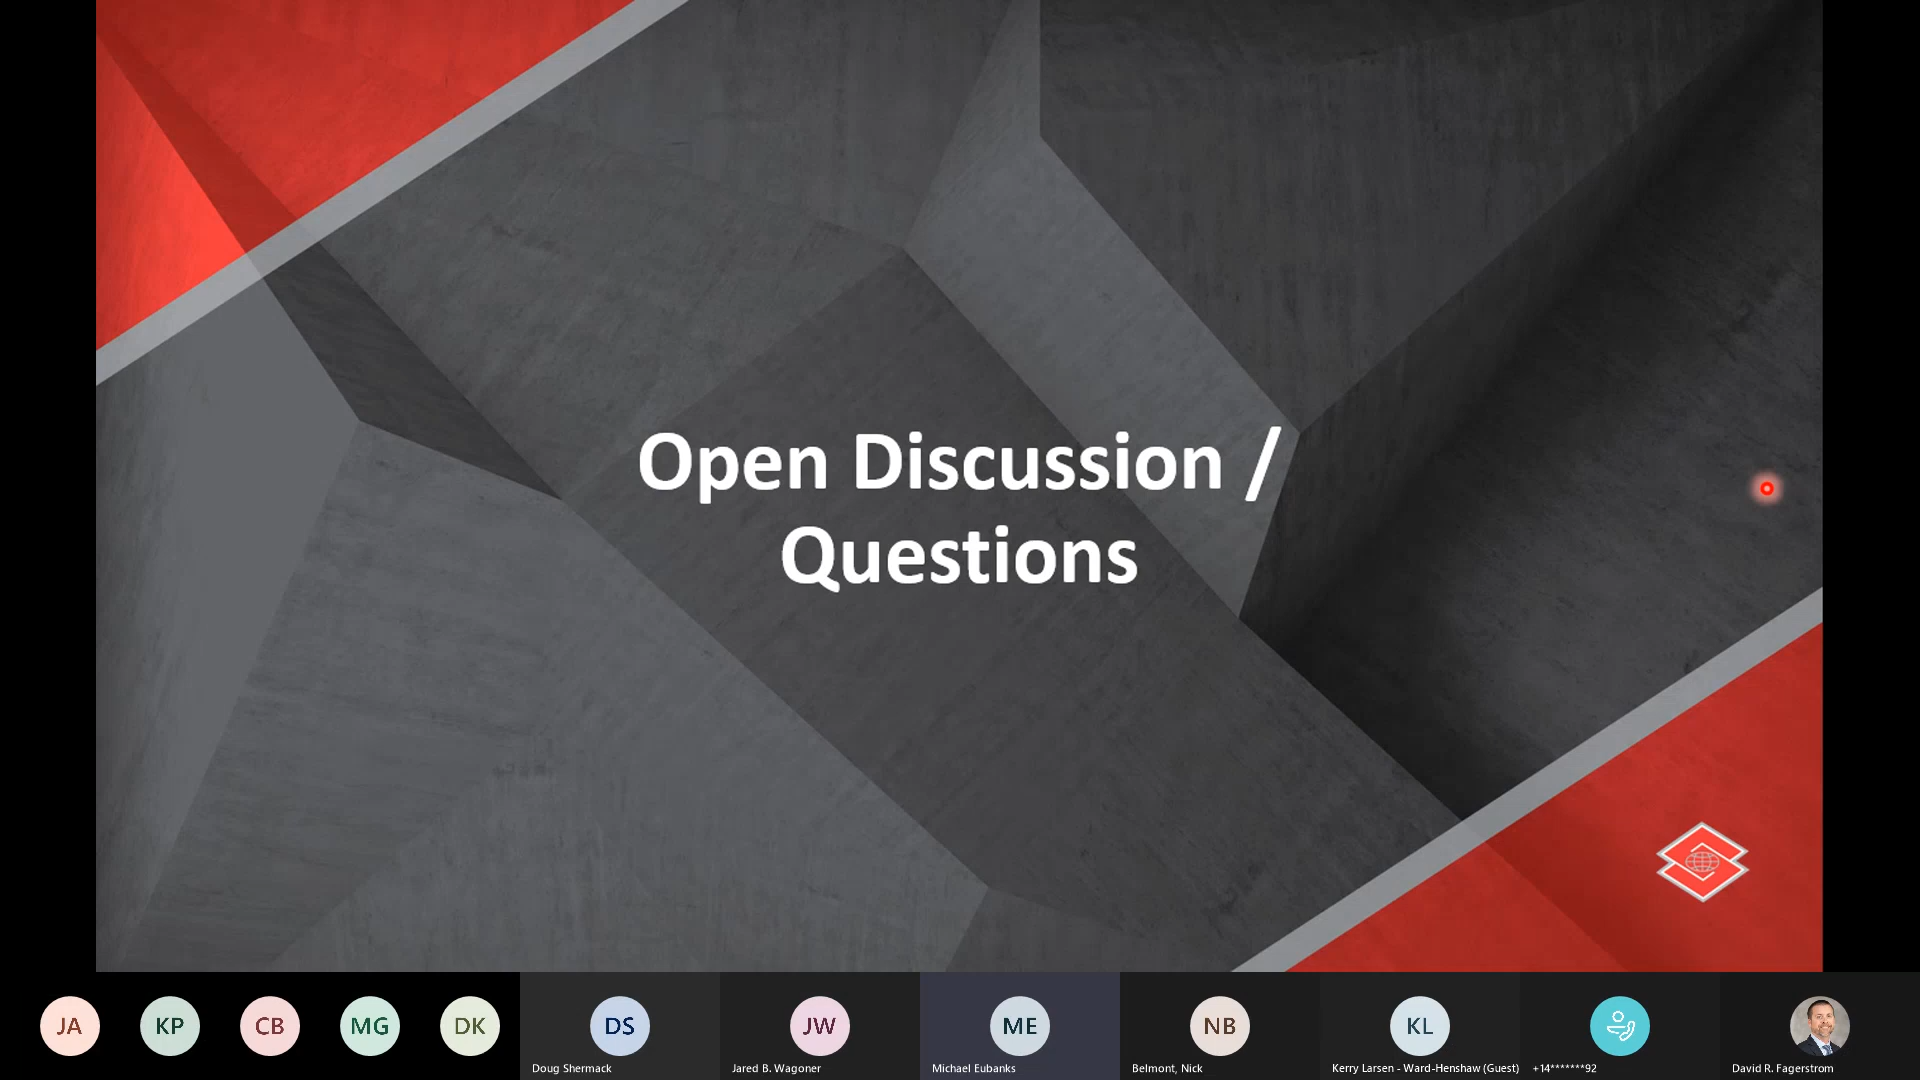 Open Discussion /
Questions
JA
KP
CB
MG
DK
DS
JW
ME
NB
KL
Doug Shermack
Jared B. Wagoner
Michael Eubanks
Belmont, Nick
Kerry Larsen - Ward-Henshaw (Guest)
+14*******92
David R. Fagerstrom